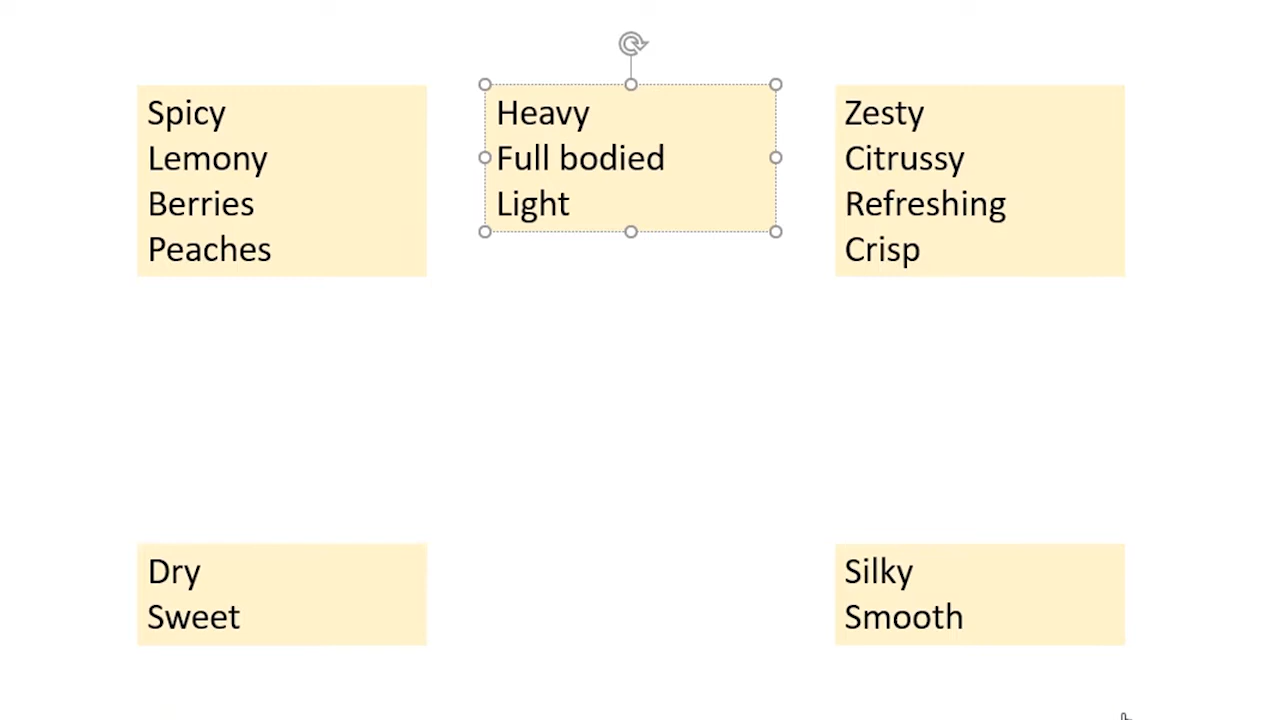 Spicy
Lemony
Berries
Peaches
Heavy
Full bodied
Light
Zesty
Citrussy
Refreshing
Crisp
Dry
Sweet
Silky
Smooth